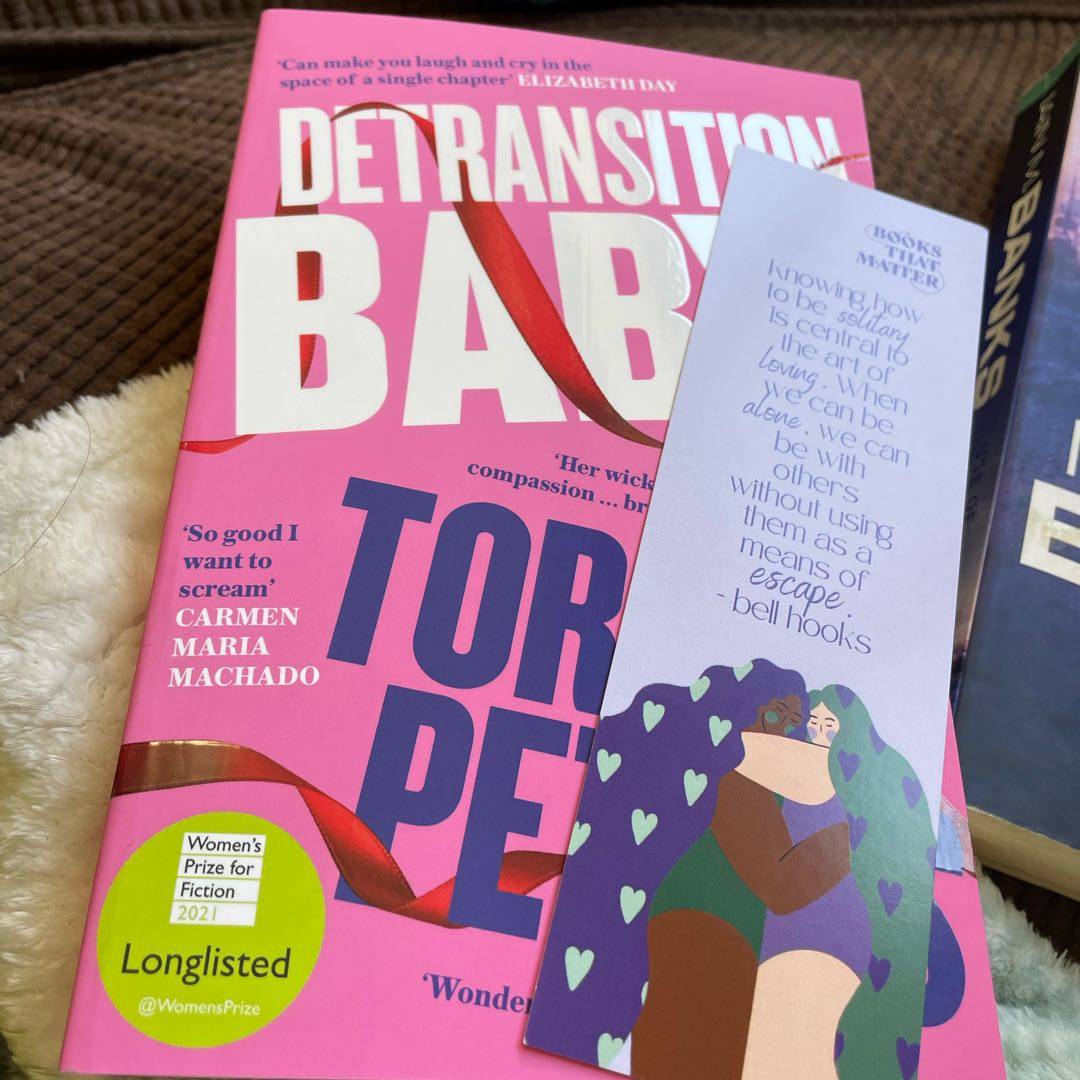 ‘Can make you laugh and cry in the
space of a single chapter’ ELIZABETH DAY
DETRANSITION
BABY
‘Her wick
compassion ... br
‘So good I
want to
scream’
CARMEN
MARIA
MACHADO
TOR
PET
Women's
Prize for
Fiction
2021
Longlisted
@WomensPrize
‘Wonder
BOOKS
THAT
MATTER
Knowing how
to be solitary
is central to
the art of
loving. When
we can be
alone, we can
be with
others
without using
them as a
means of
escape.
- bell hooks
BANKS